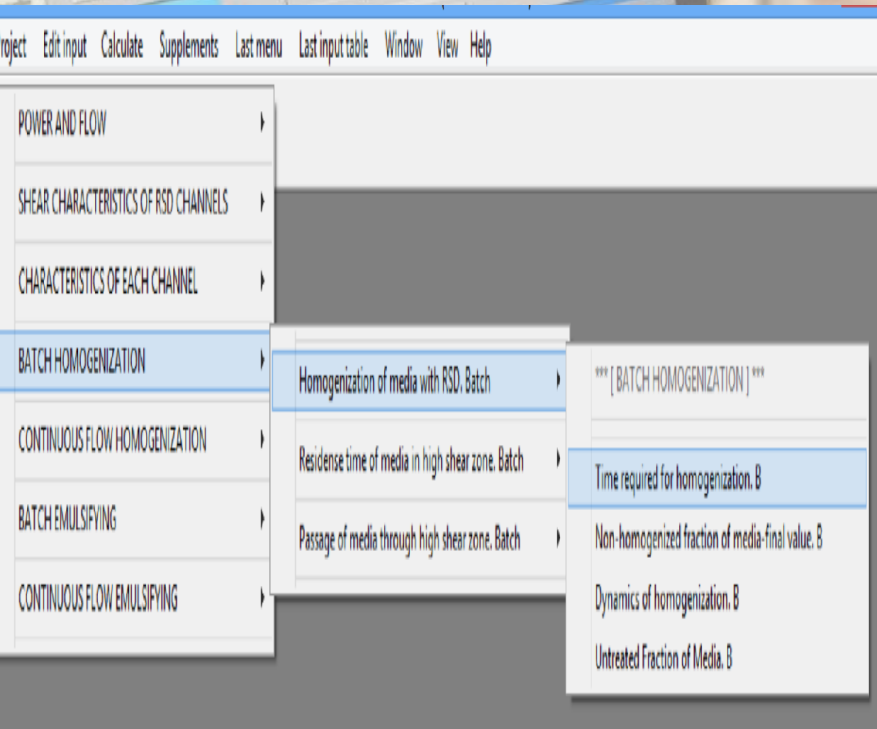 roject Edit input Calculate Supplements Last menu Last input table Window View Help
POWER AND FLOW
SHEAR CHARACTERISTICS OF RSD CHANNELS
CHARACTERISTICS OF EACH CHANNEL
BATCH HOMOGENIZATION
CONTINUOUS FLOW HOMOGENIZATION
BATCH EMULSIFYING
CONTINUOUS FLOW EMULSIFYING
Homogenization of media with RSD. Batch
Residense time of media in high shear zone. Batch
Passage of media through high shear zone. Batch
*** [ BATCH HOMOGENIZATION ] ***
Time required for homogenization. B
Non-homogenized fraction of media-final value. B
Dynamics of homogenization. B
Untreated Fraction of Media. B